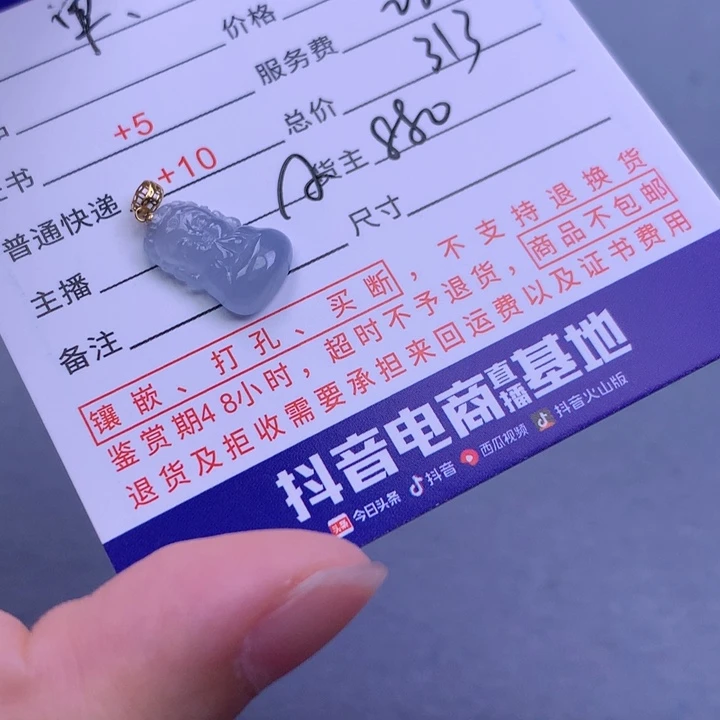 价格
服务费 313
+5 总价
证书 +10 货主 880
普通快递 尺寸
主播
备注
镶嵌、打孔、买断，不支持退换货
鉴赏期48小时，超时不予退货，商品不包邮
退货及拒收需要承担来回运费以及证书费用
抖音电商直播基地
头条 今日头条 抖音 西瓜视频 抖音火山版